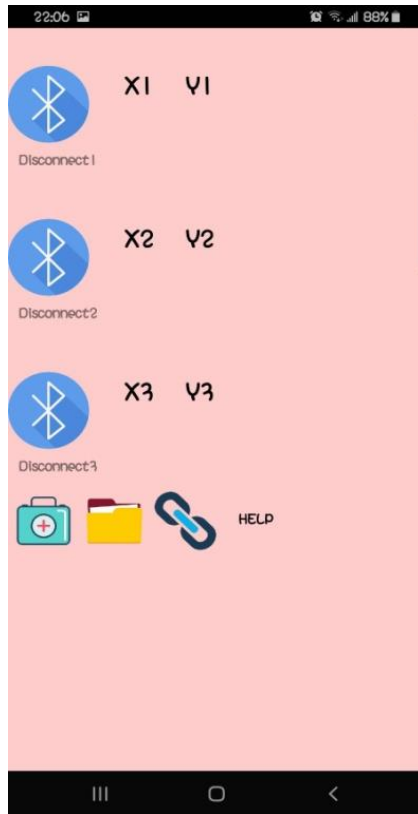 22:06 88%
X1 Y1
Disconnect1
X2 Y2
Disconnect2
X3 Y3
Disconnect3
HELP